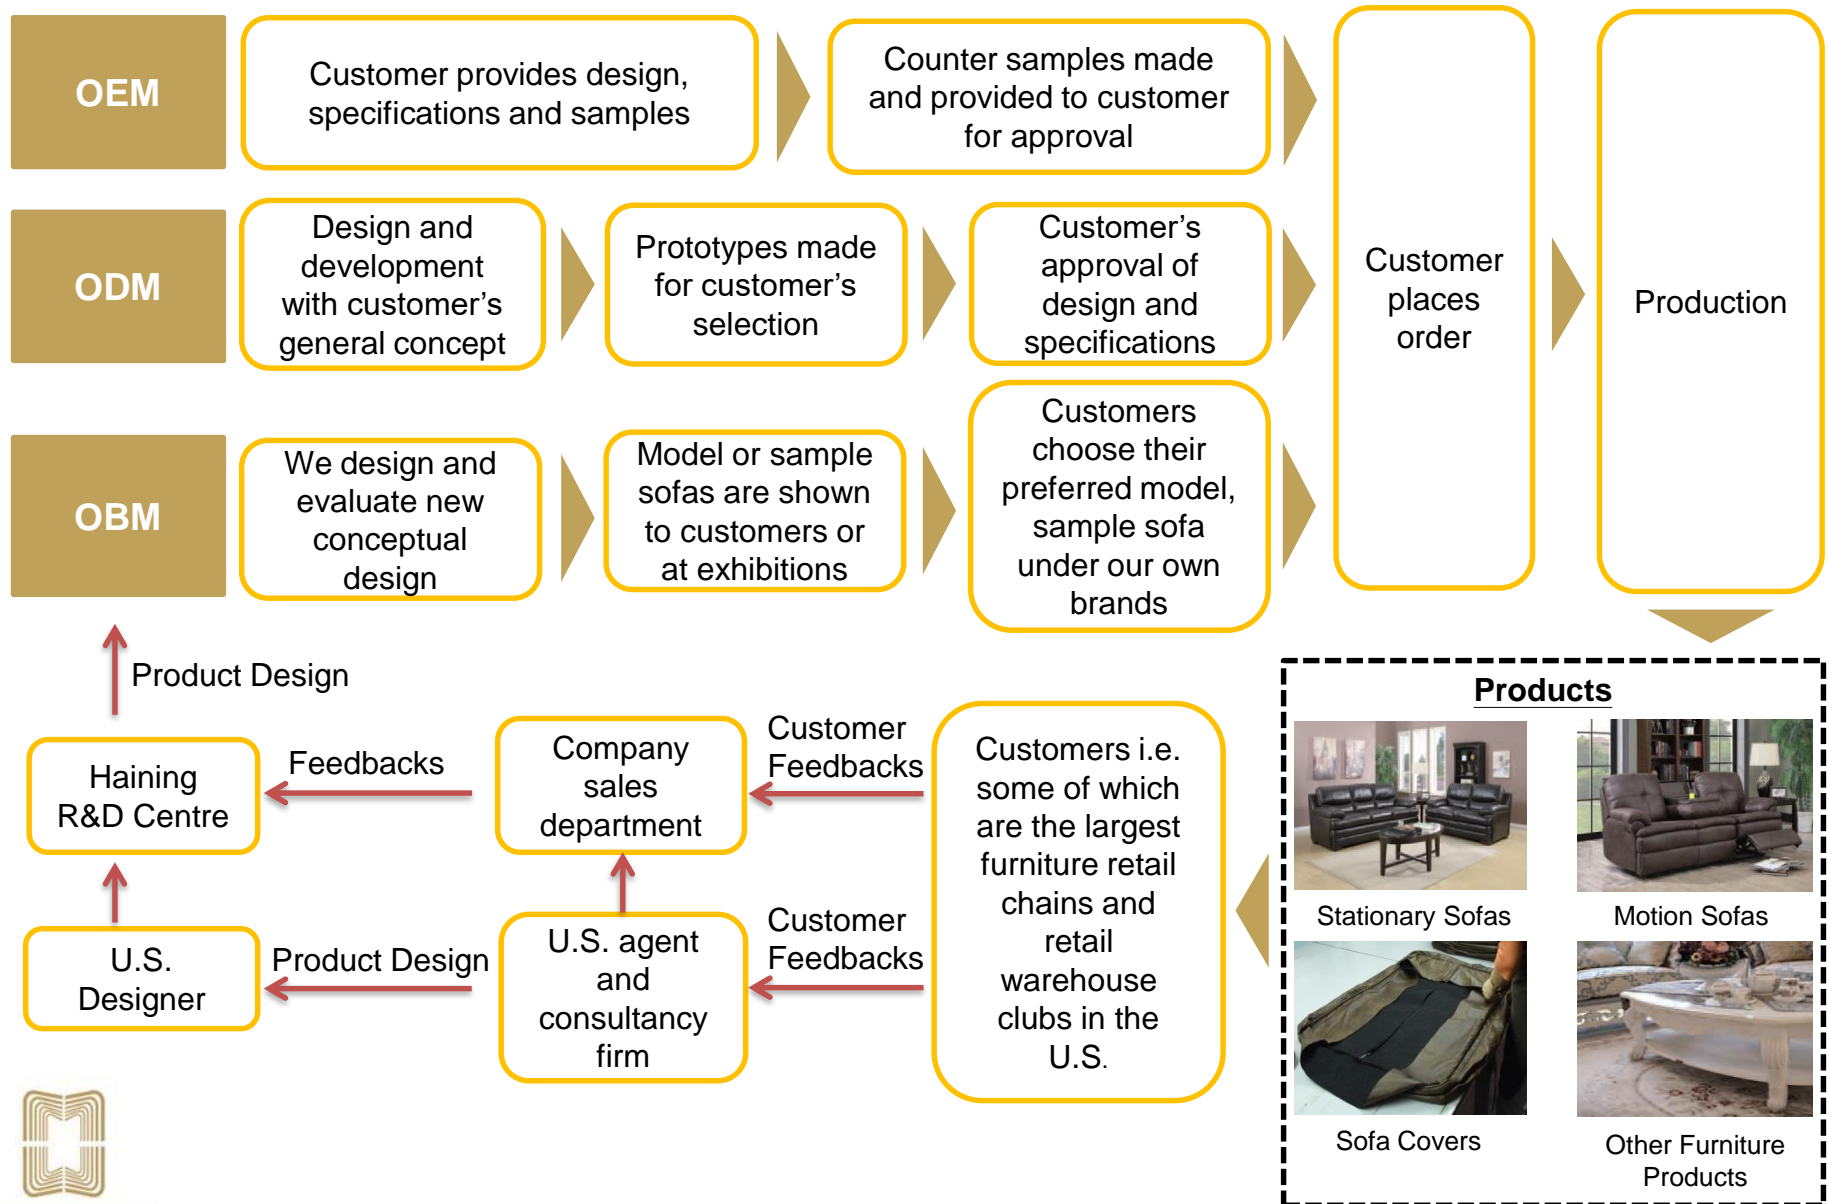 OEM
Customer provides design,
specifications and samples
Counter samples made
and provided to customer
for approval
ODM
Design and
development
with customer’s
general concept
Prototypes made
for customer’s
selection
Customer’s
approval of
design and
specifications
OBM
We design and
evaluate new
conceptual
design
Model or sample
sofas are shown
to customers or
at exhibitions
Customers
choose their
preferred model,
sample sofa
under our own
brands
Customer
places
order
Production
Products
Stationary Sofas
Motion Sofas
Sofa Covers
Other Furniture
Products
Customers i.e.
some of which
are the largest
furniture retail
chains and
retail
warehouse
clubs in the
U.S.
Customer
Feedbacks
Company
sales
department
Feedbacks
Haining
R&D Centre
Product Design
Customer
Feedbacks
U.S. agent
and
consultancy
firm
Product Design
U.S.
Designer